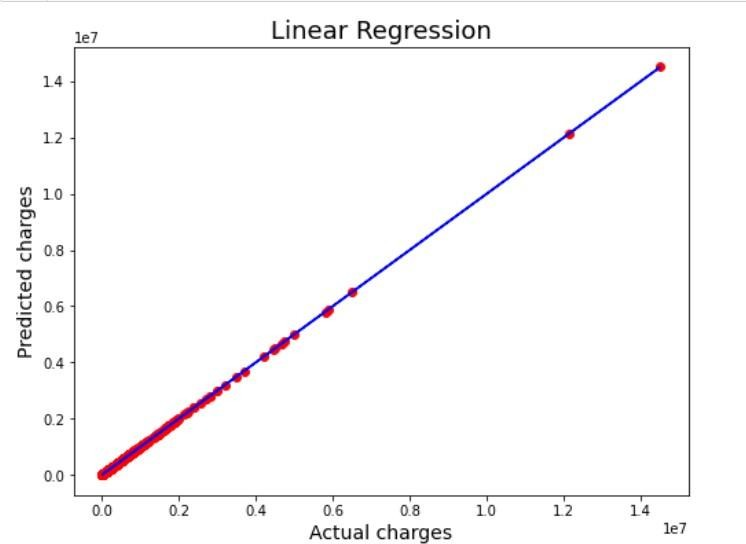 Linear Regression
1e7
1.4
1.2
1.0
0.8
0.6
0.4
0.2
0.0
Predicted charges
0.0 0.2 0.4 0.6 0.8 1.0 1.2 1.4
1e7
Actual charges